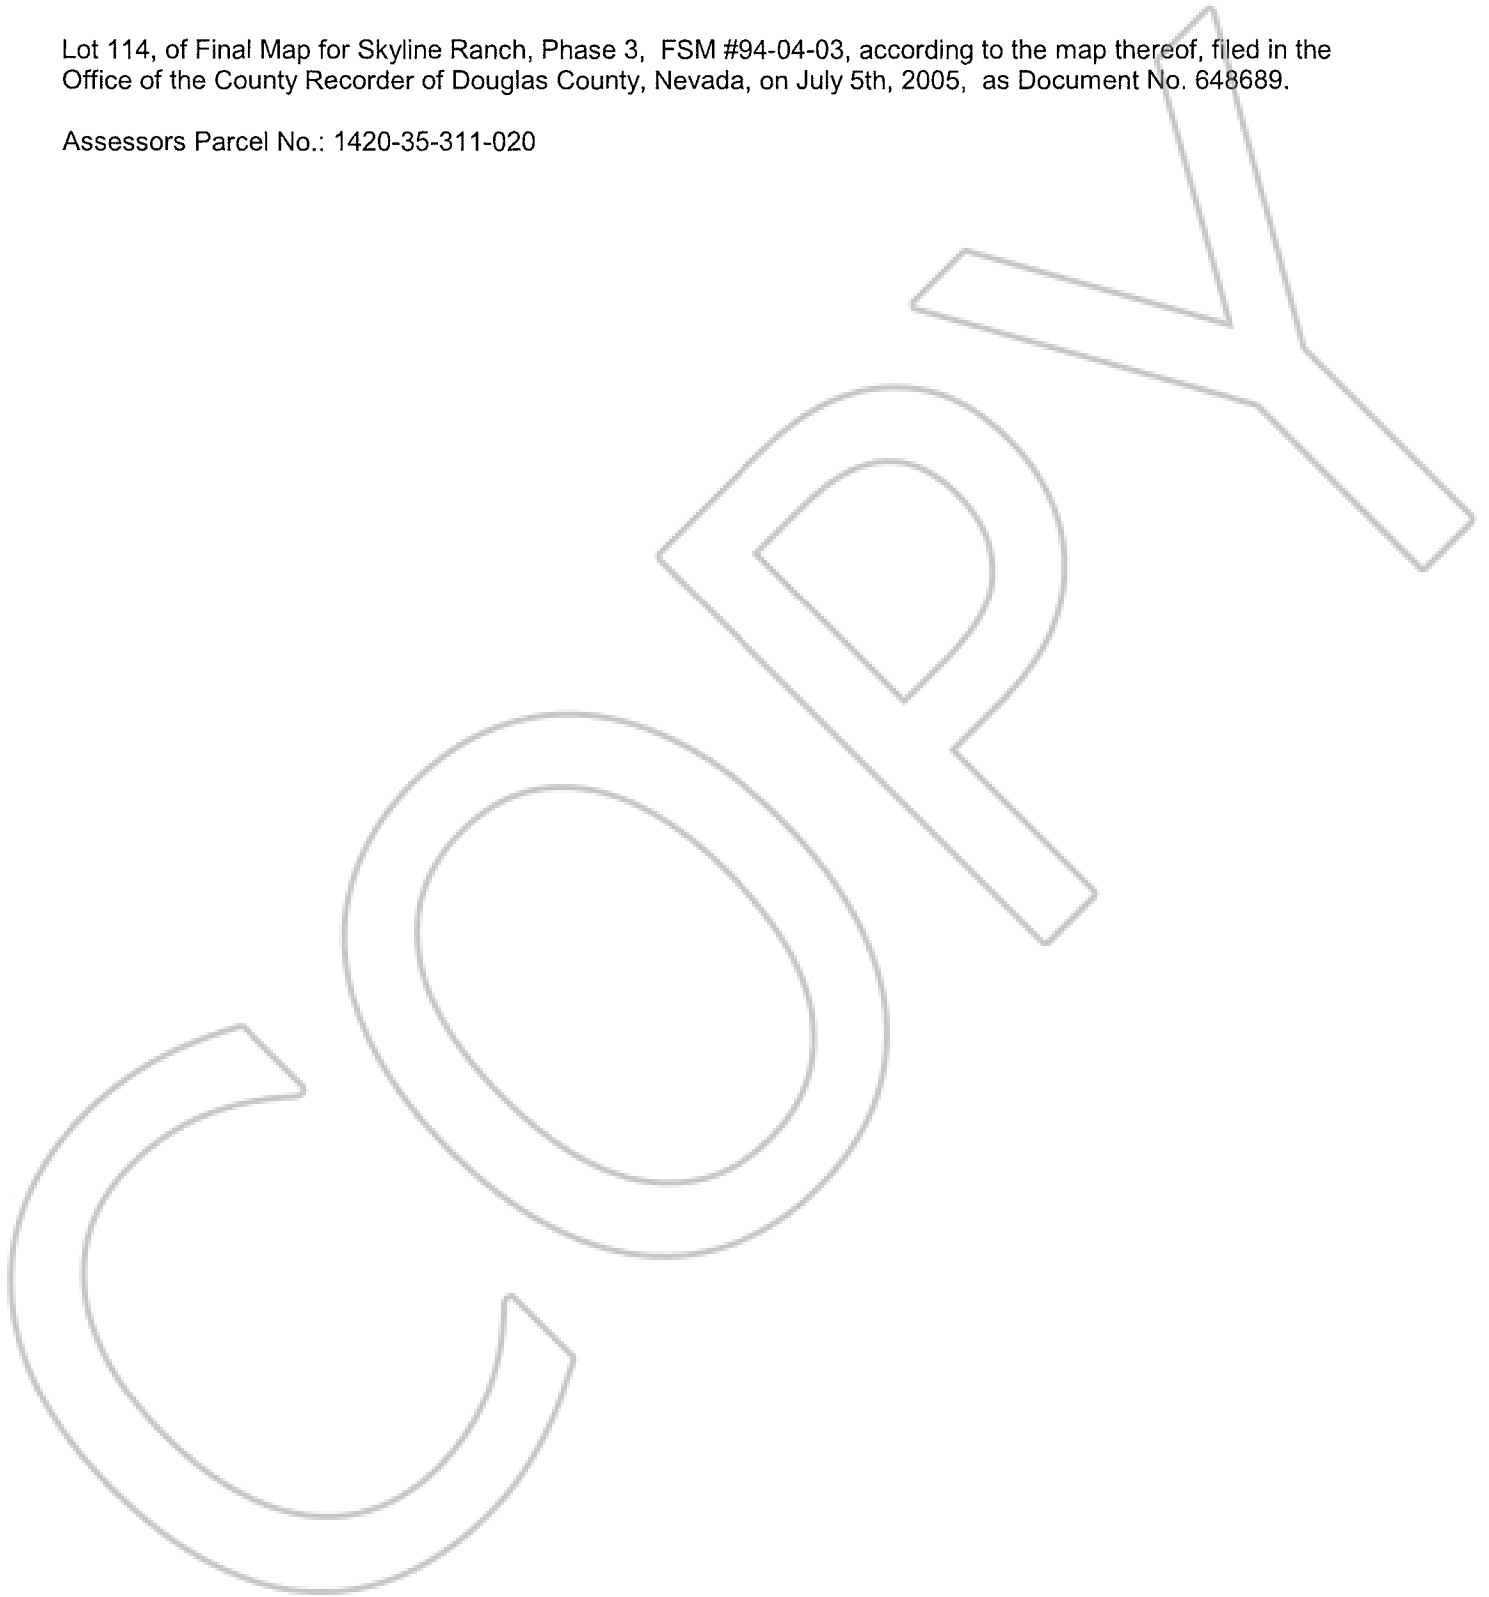 Lot 114, of Final Map for Skyline Ranch, Phase 3,  FSM #94-04-03, according to the map thereof, filed in the
Office of the County Recorder of Douglas County, Nevada, on July 5th, 2005,  as Document No. 648689.
Assessors Parcel No.: 1420-35-311-020
COPY